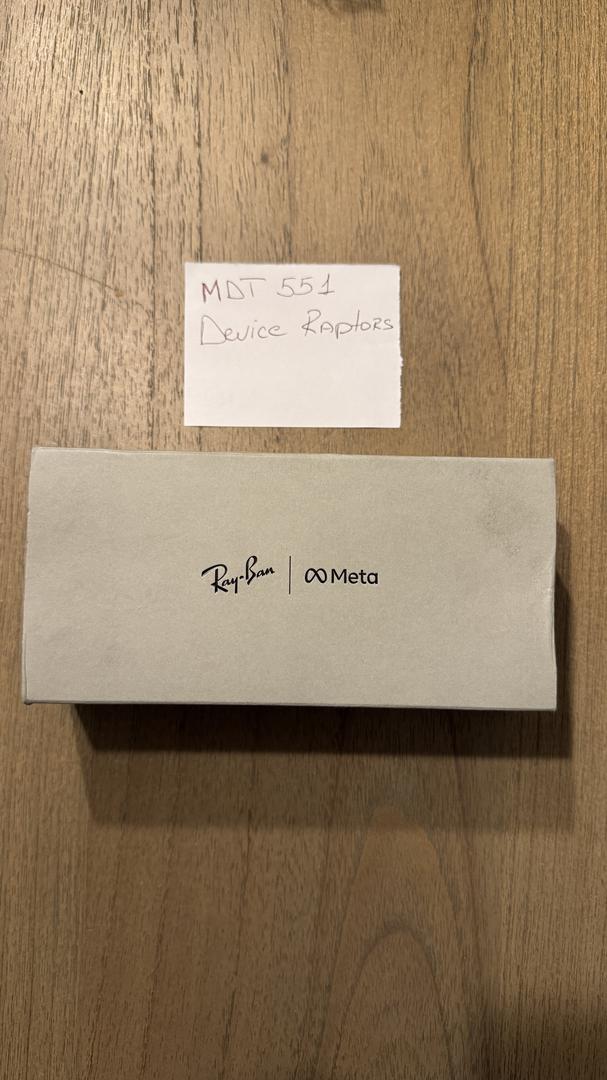 MDT 551
Device Raptors
Ray-Ban | Meta